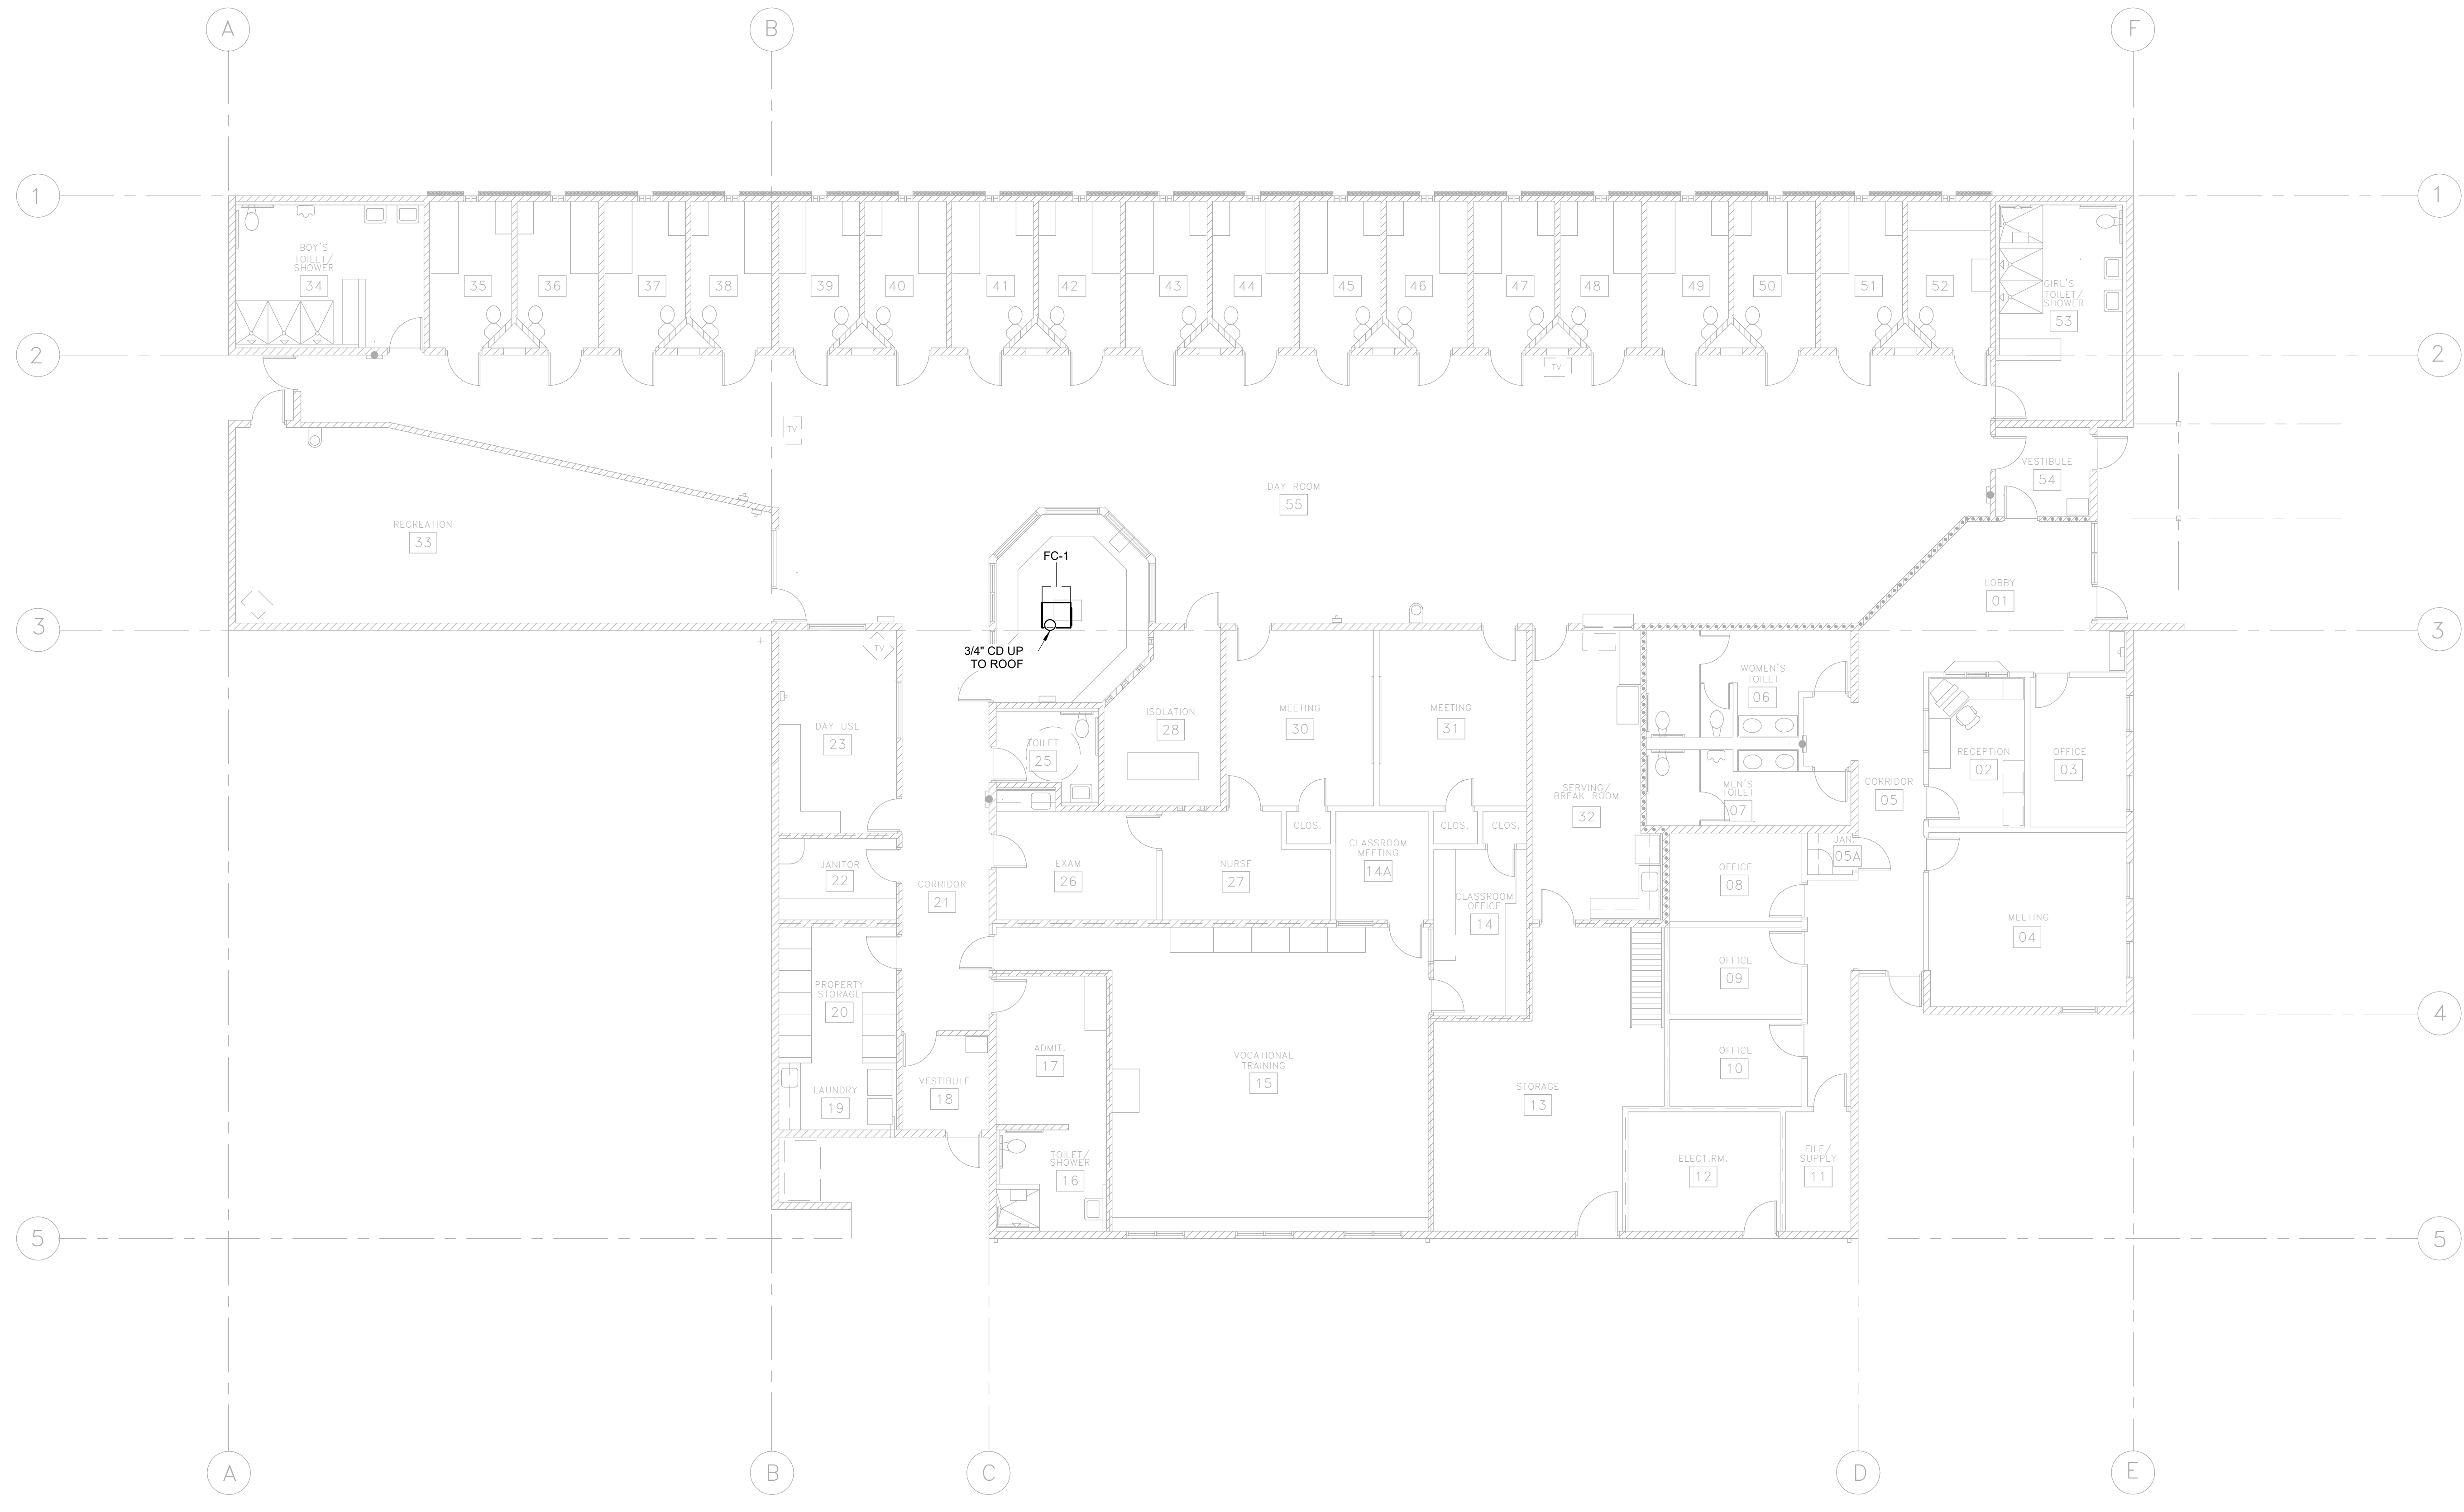 A
B
F
1
1
BOY'S
TOILET/
SHOWER
34
35
36
37
38
39
40
41
42
43
44
45
46
47
48
49
50
51
52
GIRL'S
TOILET/
SHOWER
53
2
2
TV
TV
VESTIBULE
54
DAY ROOM
55
RECREATION
33
FC-1
LOBBY
01
3
3
3/4" CD UP
TO ROOF
TV
WOMEN'S
TOILET
06
DAY USE
23
ISOLATION
28
MEETING
30
MEETING
31
TOILET
25
RECEPTION
02
OFFICE
03
CORRIDOR
05
MEN'S
TOILET
07
SERVING/
BREAK ROOM
32
CLOS.
CLOS.
CLOS.
JAN.
05A
CLASSROOM
MEETING
14A
JANITOR
22
EXAM
26
NURSE
27
OFFICE
08
CORRIDOR
21
CLASSROOM
OFFICE
14
MEETING
04
OFFICE
09
PROPERTY
STORAGE
20
4
ADMIT.
17
VOCATIONAL
TRAINING
15
OFFICE
10
VESTIBULE
18
LAUNDRY
19
STORAGE
13
TOILET/
SHOWER
16
ELECT.RM.
12
FILE/
SUPPLY
11
5
5
A
B
C
D
E